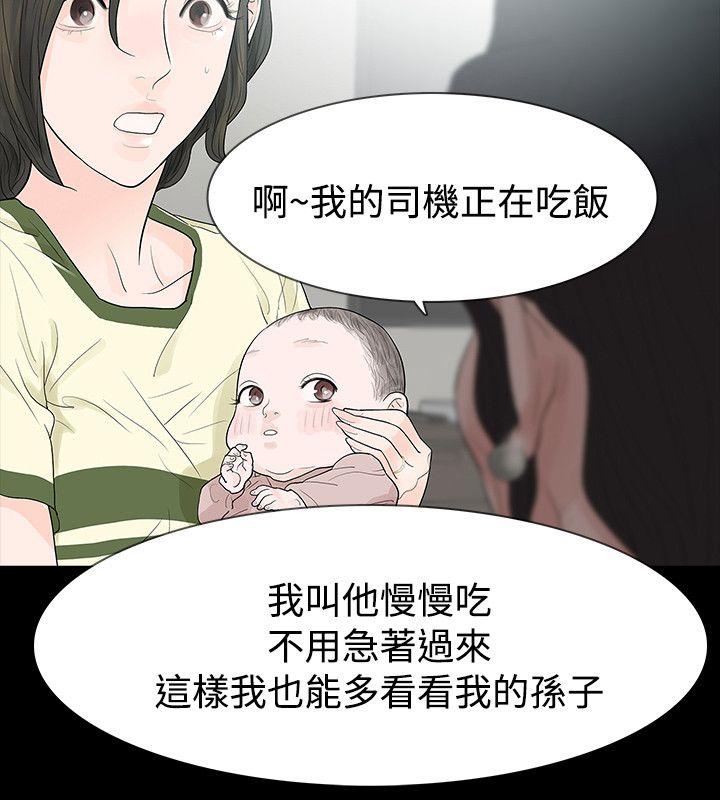 啊~我的司機正在吃飯
我叫他慢慢吃
不用急著過來
這樣我也能多看看我的孫子